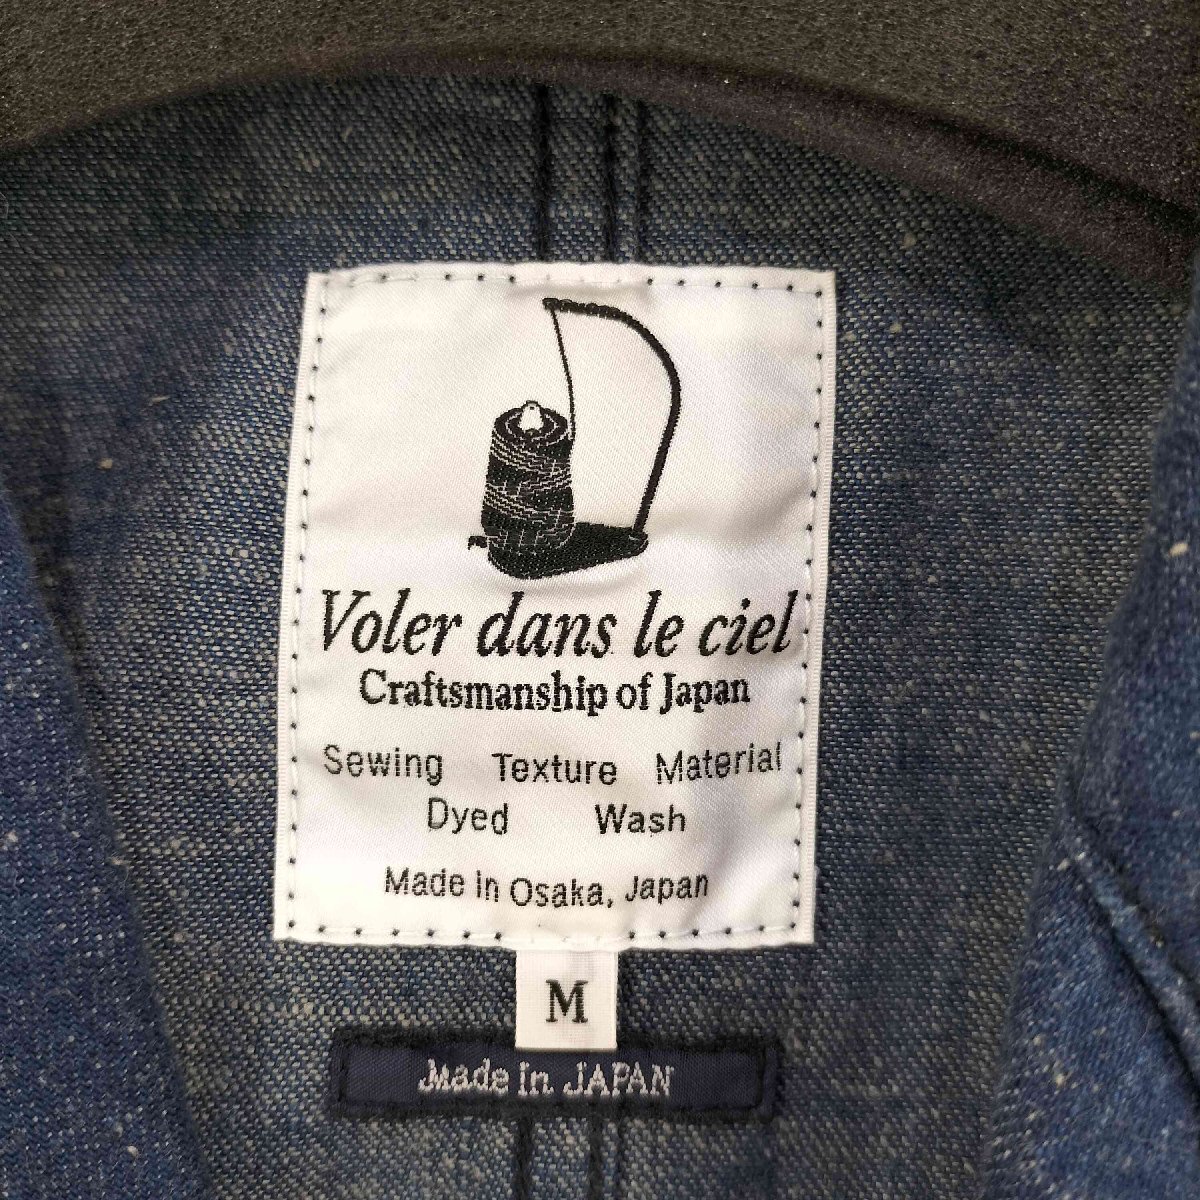 Voler dans le ciel
Craftsmanship of Japan
Sewing Texture Material
Dyed Wash
Made In Osaka, Japan
M
Made In JAPAN